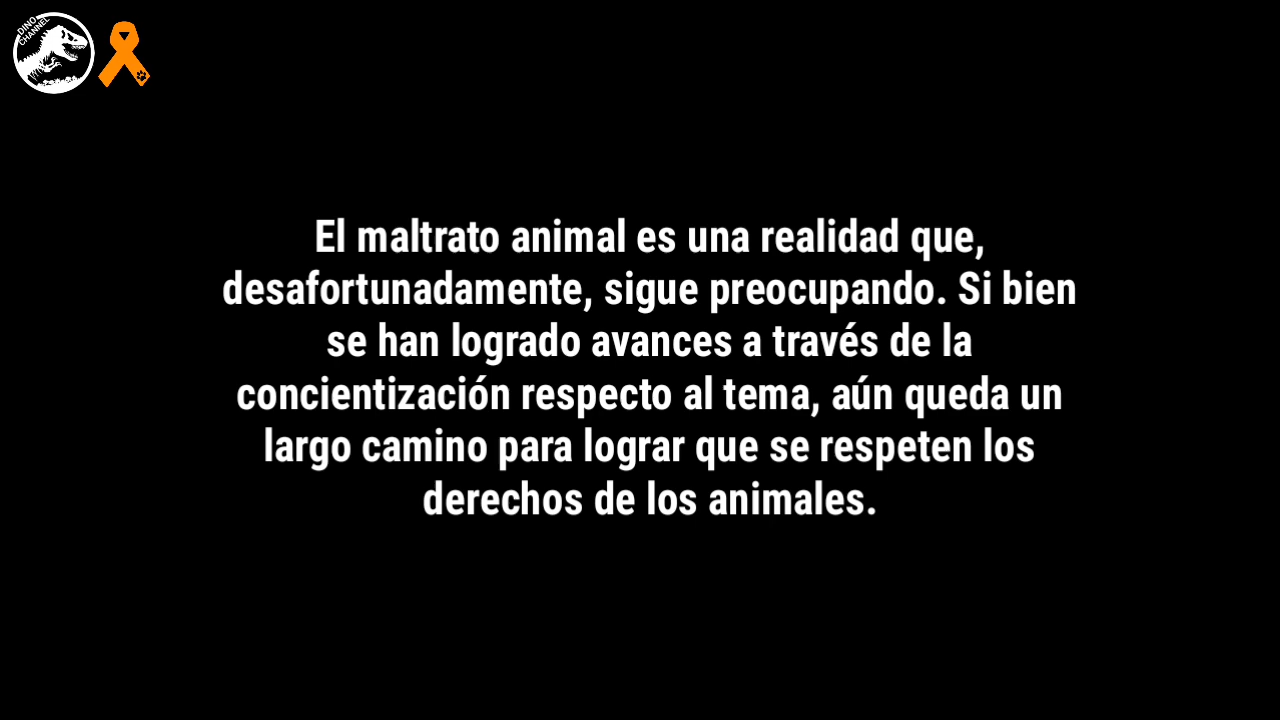 DINO
CHANNEL
El maltrato animal es una realidad que,
desafortunadamente, sigue preocupando. Si bien
se han logrado avances a través de la
concientización respecto al tema, aún queda un
largo camino para lograr que se respeten los
derechos de los animales.